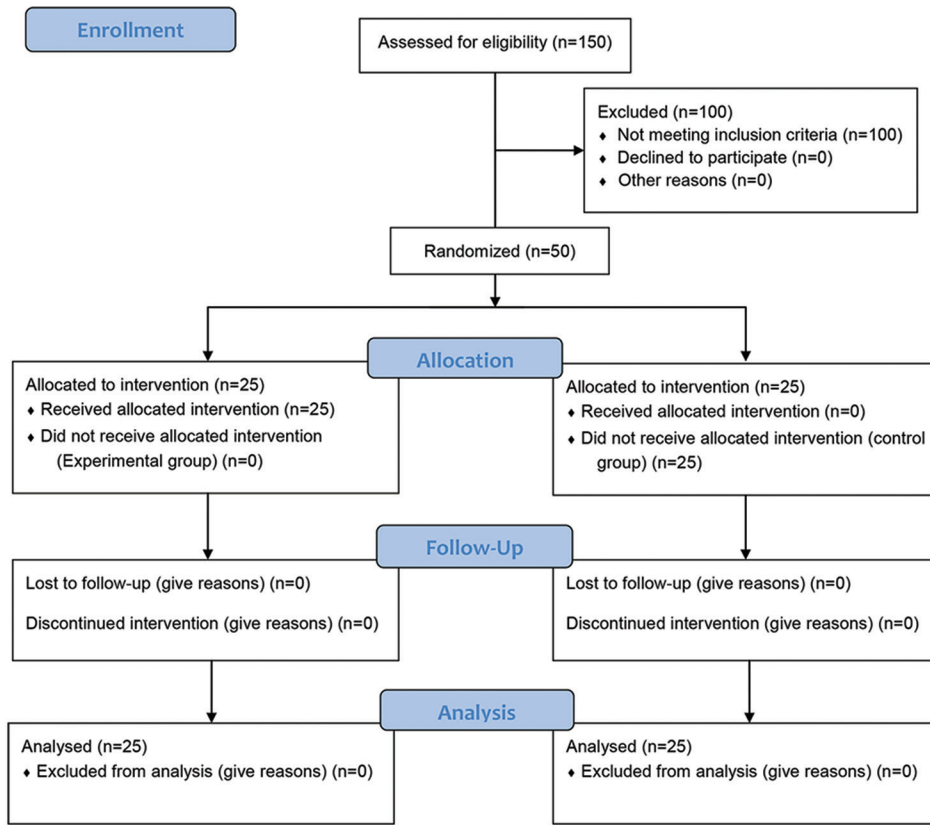 Enrollment
Assessed for eligibility (n=150)
Excluded (n=100)
♦ Not meeting inclusion criteria (n=100)
♦ Declined to participate (n=0)
♦ Other reasons (n=0)
Randomized (n=50)
Allocation
Allocated to intervention (n=25)
♦ Received allocated intervention (n=25)
♦ Did not receive allocated intervention
(Experimental group) (n=0)
Allocated to intervention (n=25)
♦ Received allocated intervention (n=0)
♦ Did not receive allocated intervention (control
group) (n=25)
Follow-Up
Lost to follow-up (give reasons) (n=0)
Discontinued intervention (give reasons) (n=0)
Lost to follow-up (give reasons) (n=0)
Discontinued intervention (give reasons) (n=0)
Analysis
Analysed (n=25)
♦ Excluded from analysis (give reasons) (n=0)
Analysed (n=25)
♦ Excluded from analysis (give reasons) (n=0)